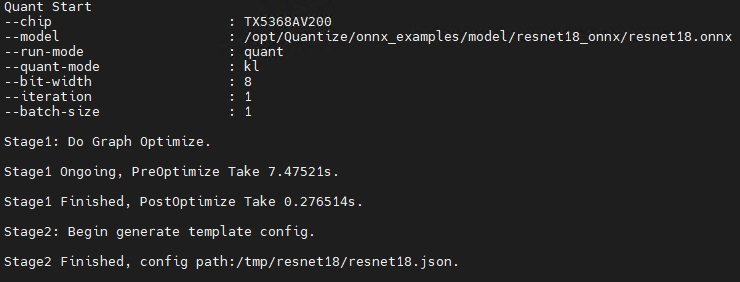 Quant Start
--chip : TX5368AV200
--model : /opt/Quantize/onnx_examples/model/resnet18_onnx/resnet18.onnx
--run-mode : quant
--quant-mode : kl
--bit-width : 8
--iteration : 1
--batch-size : 1
Stage1: Do Graph Optimize.
Stage1 Ongoing, PreOptimize Take 7.47521s.
Stage1 Finished, PostOptimize Take 0.276514s.
Stage2: Begin generate template config.
Stage2 Finished, config path:/tmp/resnet18/resnet18.json.